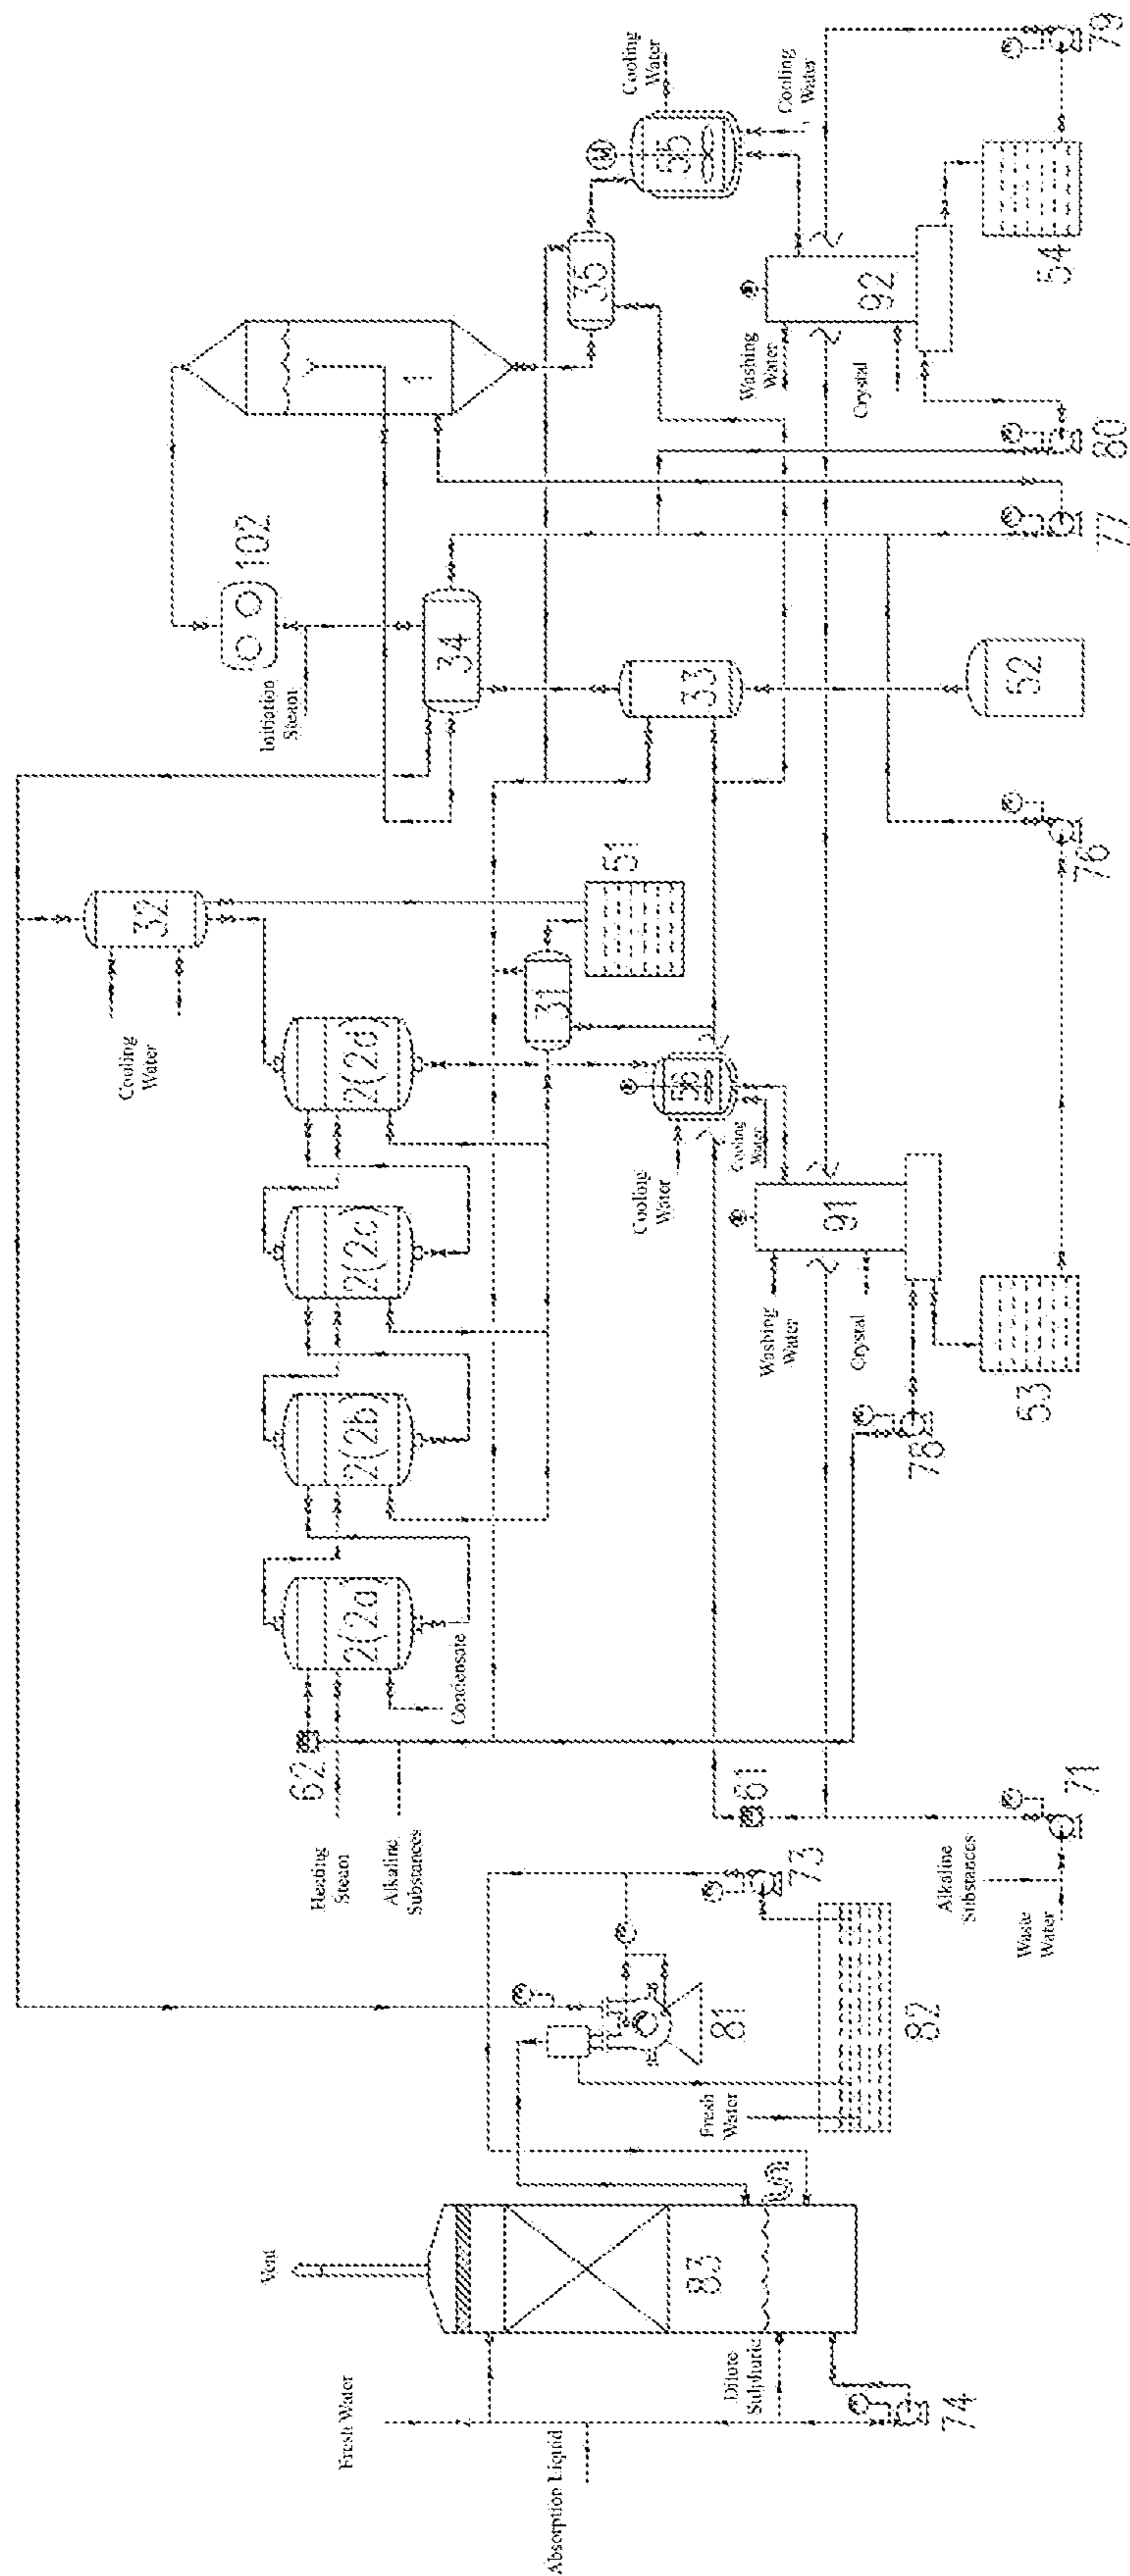 Cooling
Water
79
55
Cooling
Water
35
54
92
1
Washing
Water
Crystal
80
102
77
Initiation
Steam
34
33
52
76
32
51
31
Cooling
Water
2(2d
56
Cooling
Water
Cooling
Water
2(2c
91
Washing
Water
Crystal
53
2(2b
78
2(2a
Condensate
62
Heating
Steam
Alkaline
Substances
61
71
73
Alkaline
Substances
Waste
Water
81
82
Fresh
Water
Vent
83
Dilute
Sulphuric
74
Fresh Water
Absorption Liquid